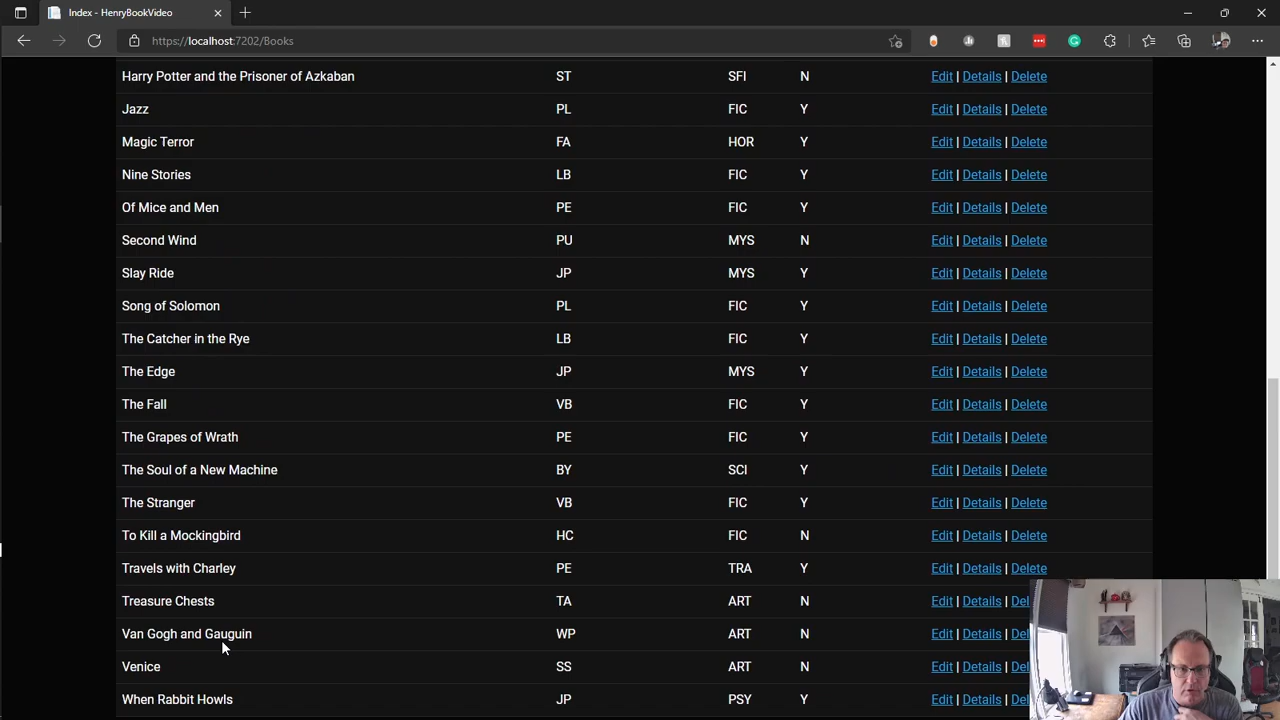 Index - HenryBookVideo
https://localhost:7202/Books
Harry Potter and the Prisoner of Azkaban ST SFI N Edit | Details | Delete
Jazz PL FIC Y Edit | Details | Delete
Magic Terror FA HOR Y Edit | Details | Delete
Nine Stories LB FIC Y Edit | Details | Delete
Of Mice and Men PE FIC Y Edit | Details | Delete
Second Wind PU MYS N Edit | Details | Delete
Slay Ride JP MYS Y Edit | Details | Delete
Song of Solomon PL FIC Y Edit | Details | Delete
The Catcher in the Rye LB FIC Y Edit | Details | Delete
The Edge JP MYS Y Edit | Details | Delete
The Fall VB FIC Y Edit | Details | Delete
The Grapes of Wrath PE FIC Y Edit | Details | Delete
The Soul of a New Machine BY SCI Y Edit | Details | Delete
The Stranger VB FIC Y Edit | Details | Delete
To Kill a Mockingbird HC FIC N Edit | Details | Delete
Travels with Charley PE TRA Y Edit | Details | Delete
Treasure Chests TA ART N Edit | Details | Del
Van Gogh and Gauguin WP ART N Edit | Details | Del
Venice SS ART N Edit | Details | Del
When Rabbit Howls JP PSY Y Edit | Details | Del